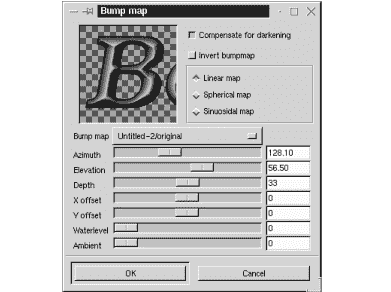 Bump map
Compensate for darkening
Invert bumpmap
Linear map
Spherical map
Sinuosidal map
Bump map Untitled-2/original
Azimuth 128.10
Elevation 56.50
Depth 33
X offset 0
Y offset 0
Waterlevel 0
Ambient 0
OK Cancel